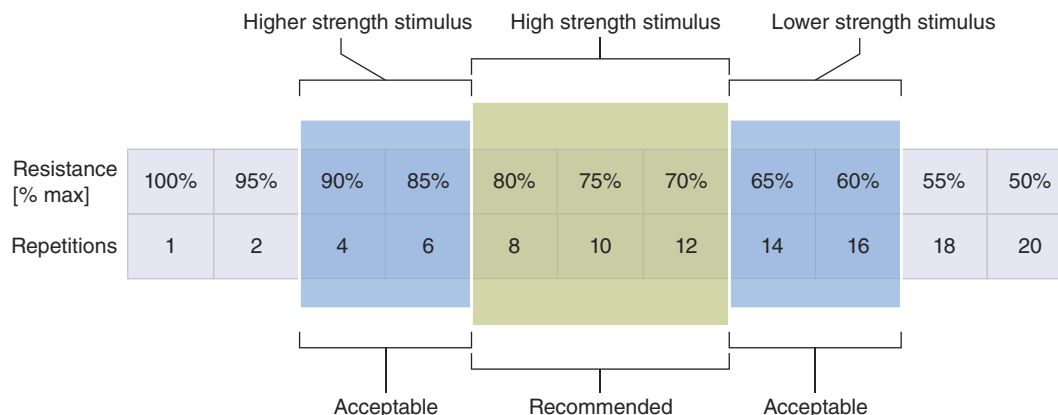 Higher strength stimulus High strength stimulus Lower strength stimulus
Resistance
[% max]
100% 95% 90% 85% 80% 75% 70% 65% 60% 55% 50%
Repetitions 1 2 4 6 8 10 12 14 16 18 20
Acceptable Recommended Acceptable